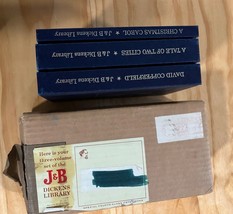 A CHRISTMAS CAROL ★ J&B Dickens Library
A TALE OF TWO CITIES ★ J&B Dickens Library
DAVID COPPERFIELD ★ J&B Dickens Library
Here is your
three-volume
set of the
J&B
DICKENS
LIBRARY